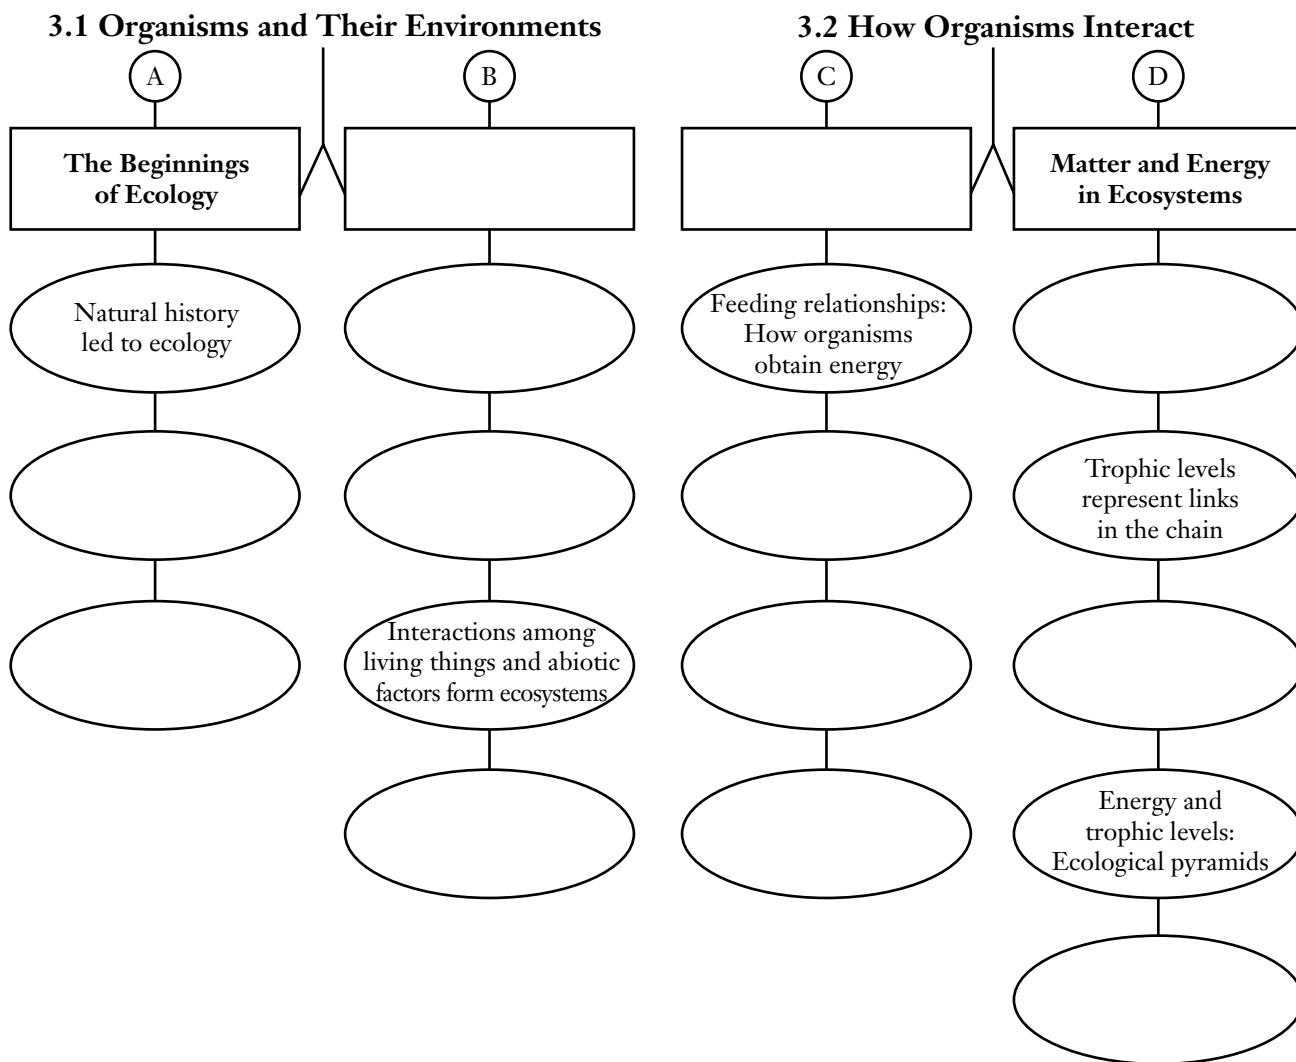 3.1 Organisms and Their Environments
A
B
The Beginnings
of Ecology
Natural history
led to ecology
Interactions among
living things and abiotic
factors form ecosystems
3.2 How Organisms Interact
C
D
Matter and Energy
in Ecosystems
Feeding relationships:
How organisms
obtain energy
Trophic levels
represent links
in the chain
Energy and
trophic levels:
Ecological pyramids